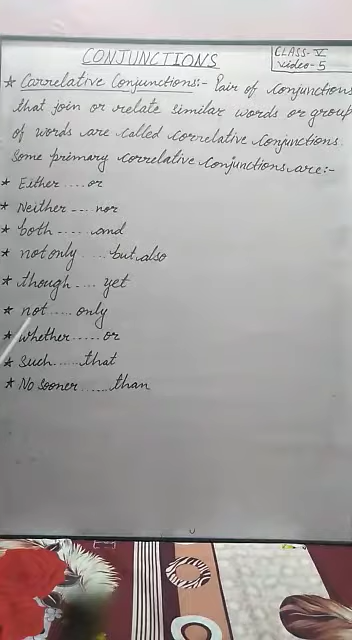 CONJUNCTIONS
CLASS-V
Video-5
* Correlative Conjunctions:- Pair of conjunctions
that join or relate similar words or group
of words are called correlative conjunctions.
Some primary correlative conjunctions are:-
* Either .... or
* Neither .... nor
* both ..... and
* not only .... but also
* though .... yet
* not ..... only
* whether ..... or
* Such ..... that
* No sooner ..... than